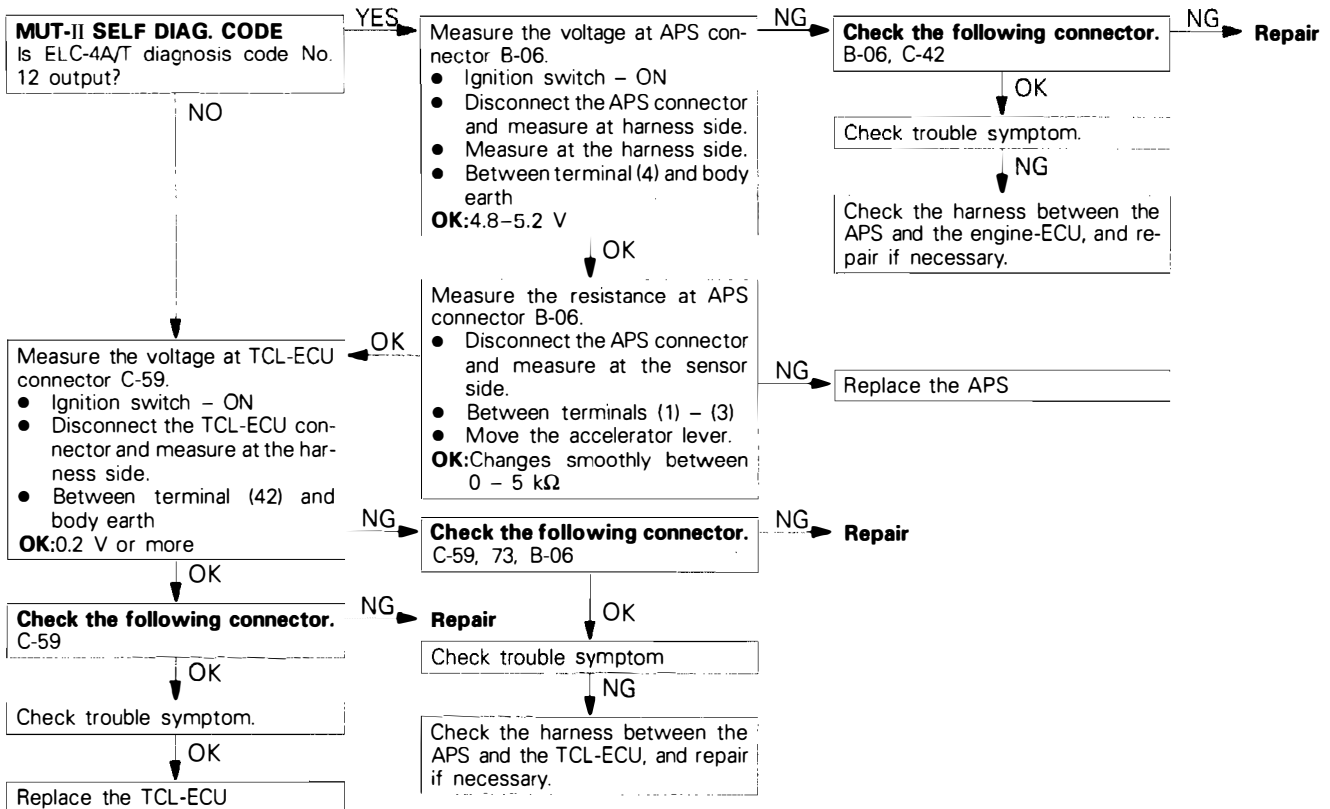 MUT-II SELF DIAG. CODE
Is ELC-4A/T diagnosis code No.
12 output?
YES
NO
Measure the voltage at APS con-
nector B-06.
● Ignition switch – ON
● Disconnect the APS connector
and measure at harness side.
● Measure at the harness side.
● Between terminal (4) and body
earth
OK:4.8–5.2 V
NG
Check the following connector.
B-06, C-42
NG
Repair
OK
Check trouble symptom.
NG
Check the harness between the
APS and the engine-ECU, and re-
pair if necessary.
OK
Measure the resistance at APS
connector B-06.
● Disconnect the APS connector
and measure at the sensor
side.
● Between terminals (1) – (3)
● Move the accelerator lever.
OK:Changes smoothly between
0 – 5 kΩ
NG
Replace the APS
OK
Measure the voltage at TCL-ECU
connector C-59.
● Ignition switch – ON
● Disconnect the TCL-ECU con-
nector and measure at the har-
ness side.
● Between terminal (42) and
body earth
OK:0.2 V or more
NG
Check the following connector.
C-59, 73, B-06
NG
Repair
OK
Check trouble symptom
NG
Check the harness between the
APS and the TCL-ECU, and repair
if necessary.
OK
Check the following connector.
C-59
NG
Repair
OK
Check trouble symptom.
OK
Replace the TCL-ECU